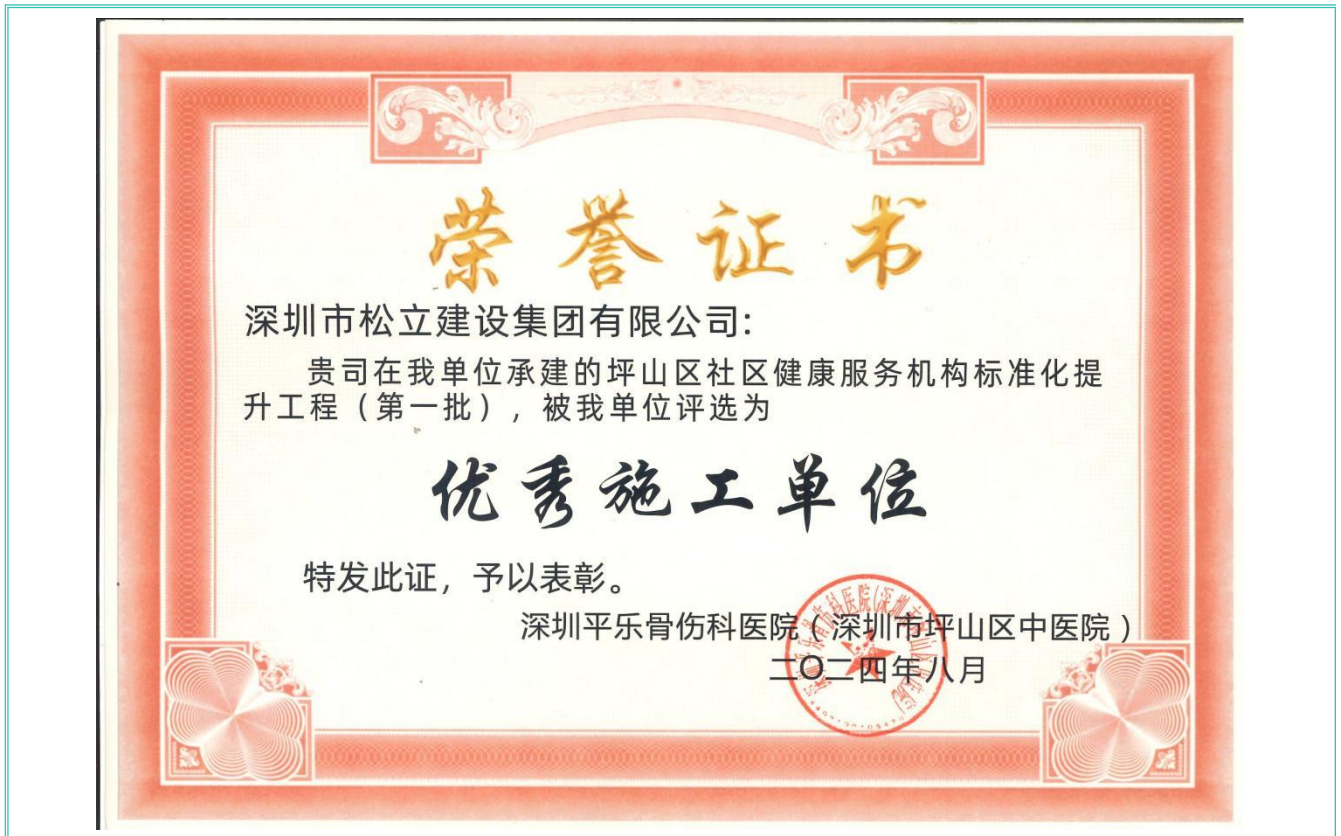 荣誉证书
深圳市松立建设集团有限公司:
贵司在我单位承建的坪山区社区健康服务机构标准化提
升工程（第一批），被我单位评选为
优秀施工单位
特发此证，予以表彰。
深圳平乐骨伤科医院（深圳市坪山区中医院）
二〇二四年八月